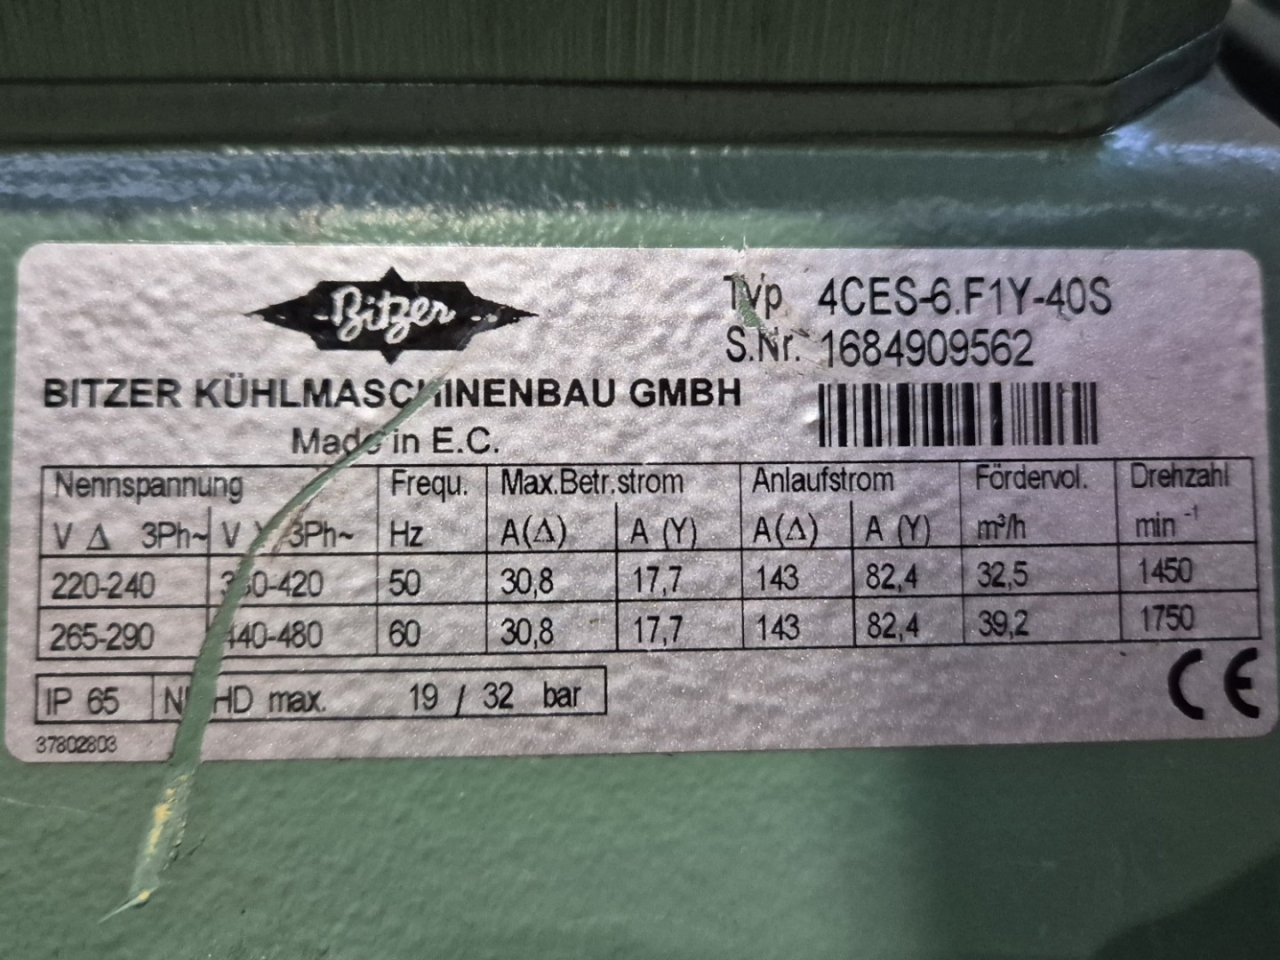 Bitzer
Typ 4CES-6.F1Y-40S
S.Nr. 1684909562
BITZER KÜHLMASCHINENBAU GMBH
Made in E.C.
Nennspannung Frequ. Max.Betr.strom Anlaufstrom Fördervol. Drehzahl
V Δ 3Ph~ V Y 3Ph~ Hz A(Δ) A (Y) A(Δ) A (Y) m³/h min⁻¹
220-240 380-420 50 30,8 17,7 143 82,4 32,5 1450
265-290 440-480 60 30,8 17,7 143 82,4 39,2 1750
IP 65 HD max. 19 / 32 bar
CE
37802803